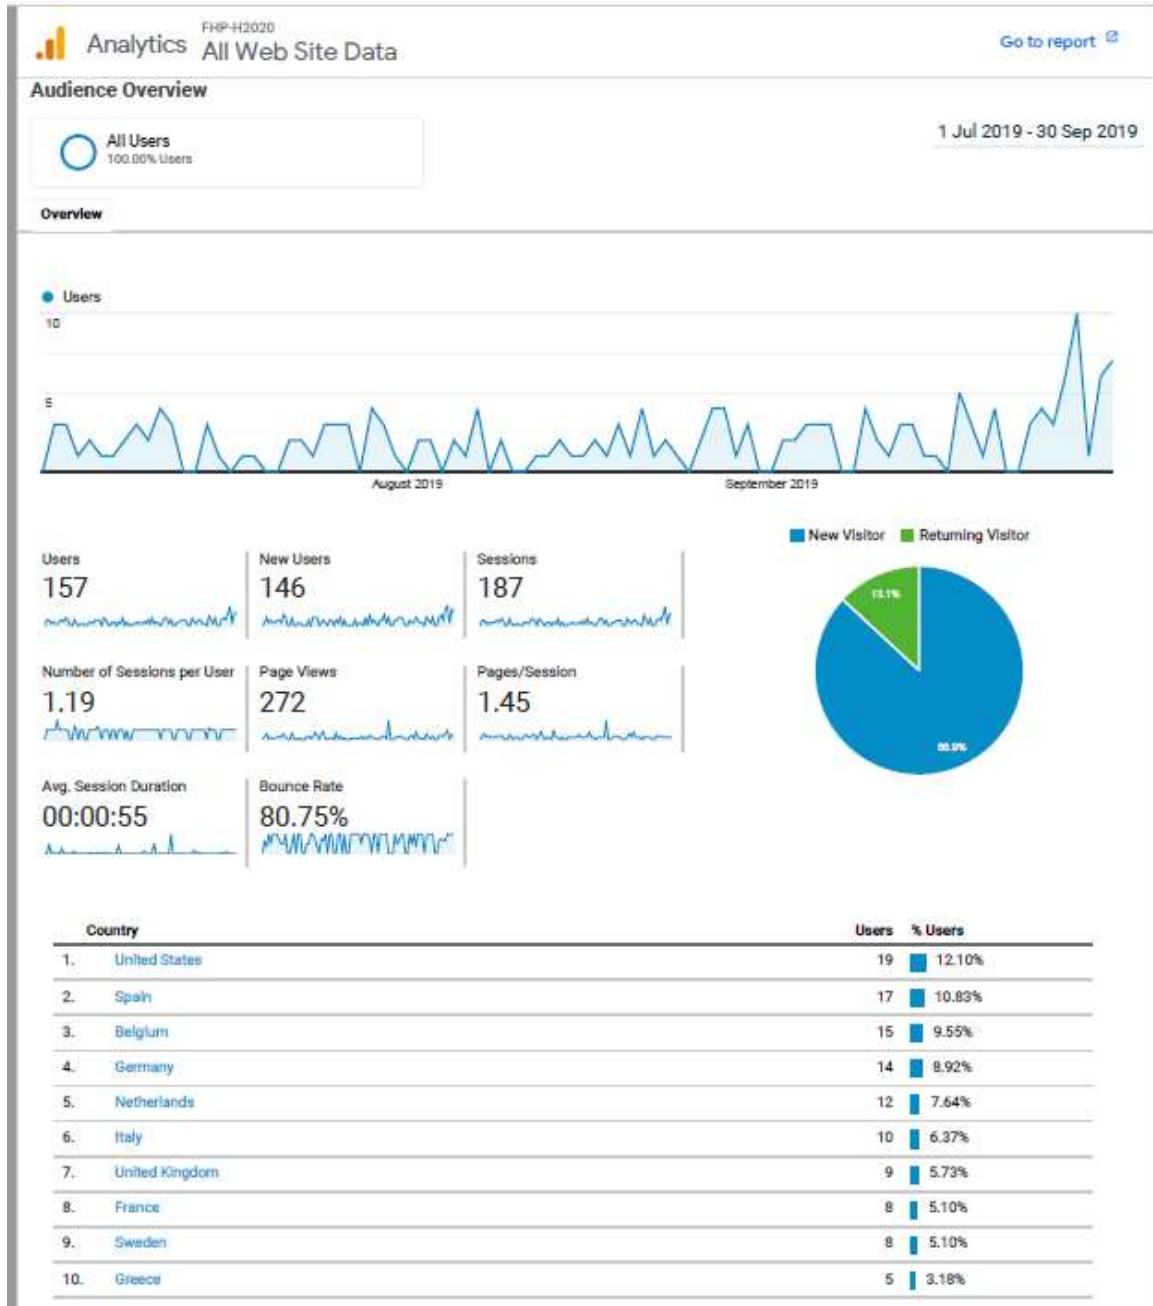 FHP-H2020
Analytics All Web Site Data
Go to report
Audience Overview
All Users
100.00% Users
1 Jul 2019 - 30 Sep 2019
Overview
Users
10
5
August 2019 September 2019
New Visitor Returning Visitor
13.1%
86.9%
Users New Users Sessions
157 146 187
Number of Sessions per User Page Views Pages/Session
1.19 272 1.45
Avg. Session Duration Bounce Rate
00:00:55 80.75%
Country Users % Users
1. United States 19 12.10%
2. Spain 17 10.83%
3. Belgium 15 9.55%
4. Germany 14 8.92%
5. Netherlands 12 7.64%
6. Italy 10 6.37%
7. United Kingdom 9 5.73%
8. France 8 5.10%
9. Sweden 8 5.10%
10. Greece 5 3.18%